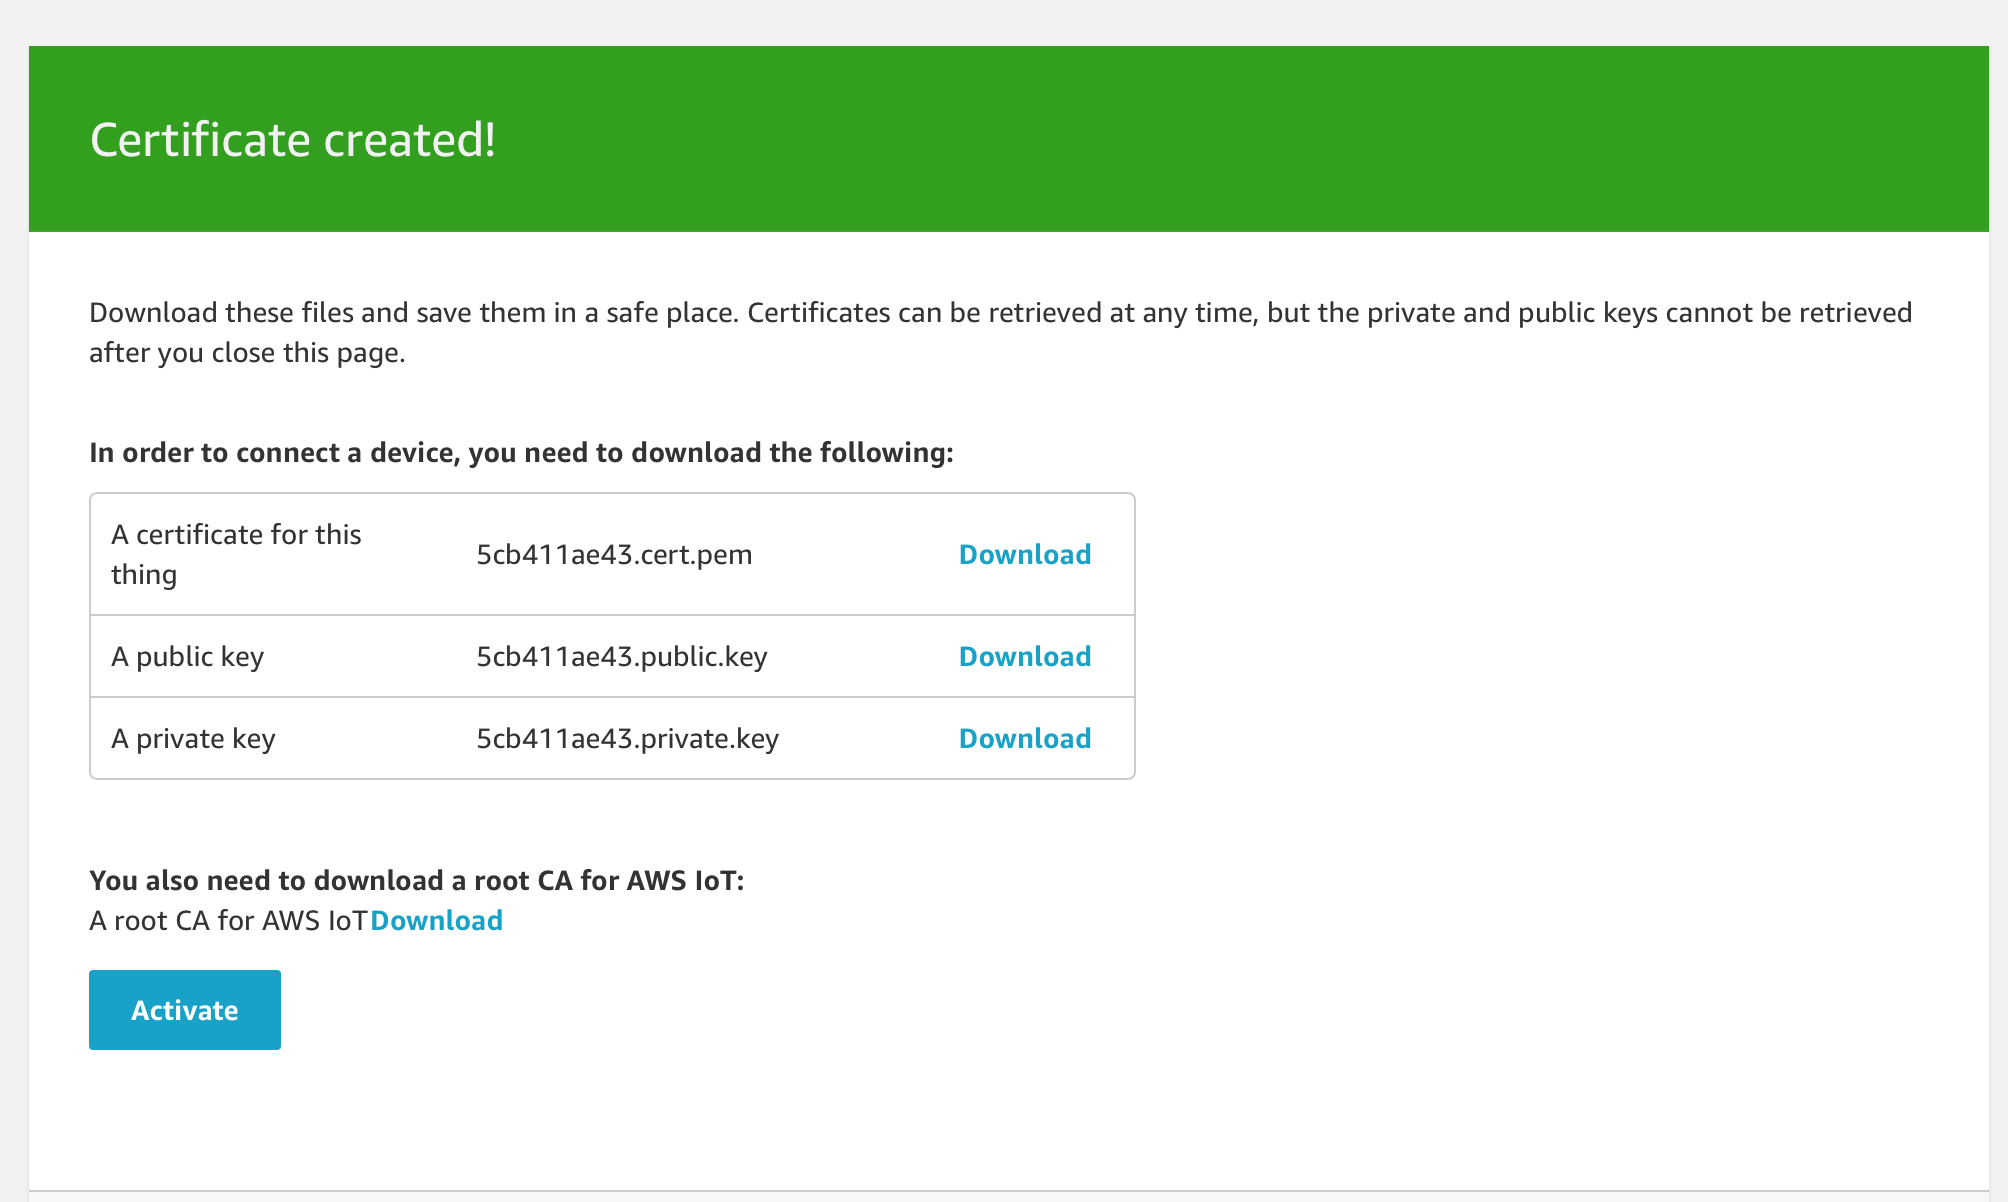 Certificate created!
Download these files and save them in a safe place. Certificates can be retrieved at any time, but the private and public keys cannot be retrieved
after you close this page.
In order to connect a device, you need to download the following:
A certificate for this
thing
5cb411ae43.cert.pem
Download
A public key
5cb411ae43.public.key
Download
A private key
5cb411ae43.private.key
Download
You also need to download a root CA for AWS IoT:
A root CA for AWS IoTDownload
Activate